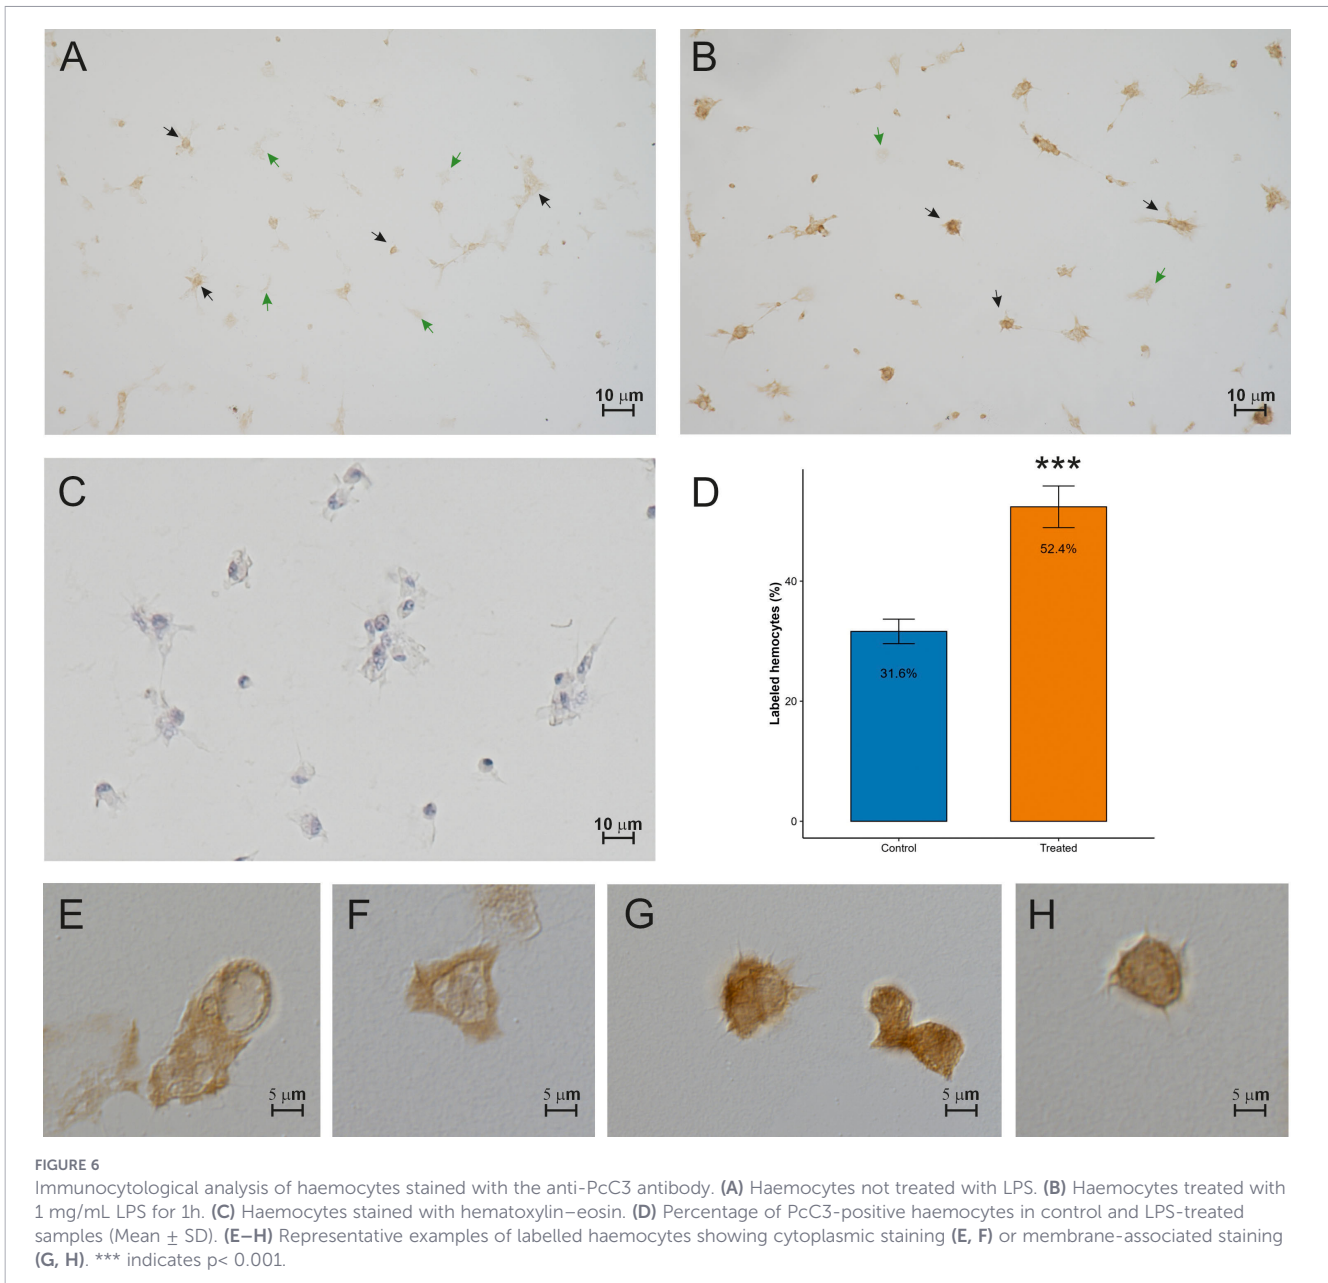 A
B
10 µm
10 µm
C
10 µm
D
***
Labeled hemocytes (%)
40
20
0
52.4%
31.6%
Control
Treated
E
F
G
H
5 µm
5 µm
5 µm
5 µm
FIGURE 6
Immunocytological analysis of haemocytes stained with the anti-PcC3 antibody. (A) Haemocytes not treated with LPS. (B) Haemocytes treated with
1 mg/mL LPS for 1h. (C) Haemocytes stained with hematoxylin–eosin. (D) Percentage of PcC3-positive haemocytes in control and LPS-treated
samples (Mean ± SD). (E–H) Representative examples of labelled haemocytes showing cytoplasmic staining (E, F) or membrane-associated staining
(G, H). *** indicates p< 0.001.